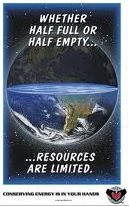 WHETHER
HALF FULL OR
HALF EMPTY...
...RESOURCES
ARE LIMITED.
CONSERVING ENERGY IS IN YOUR HANDS